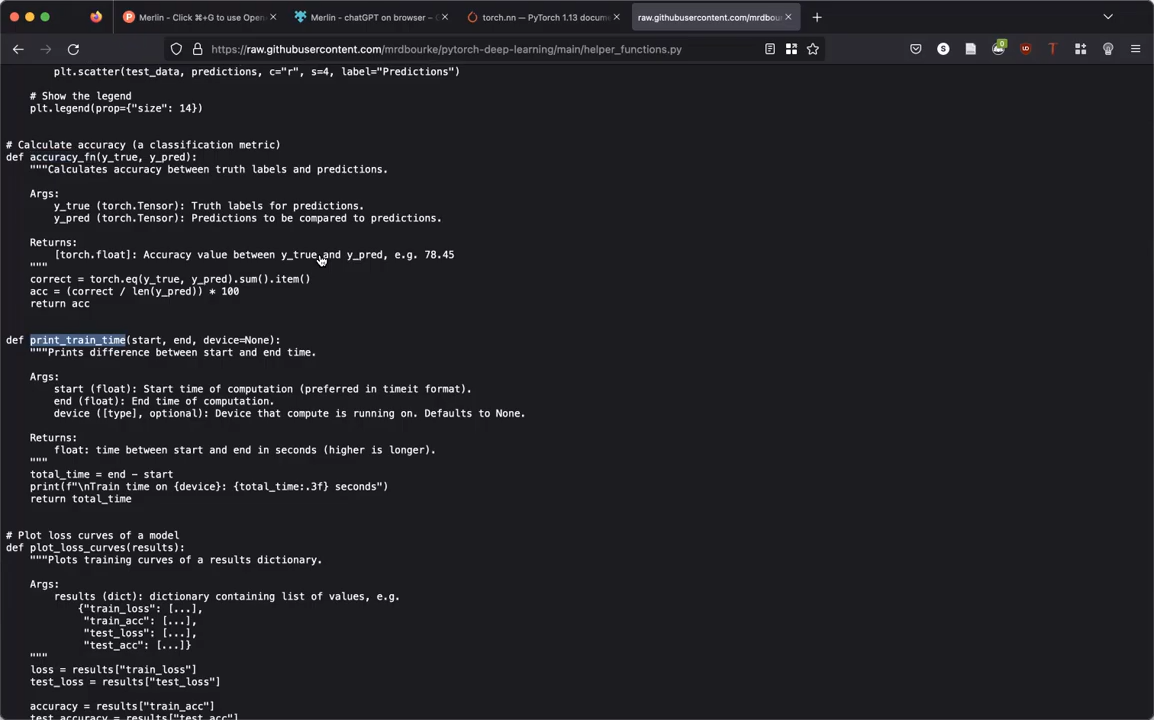 Merlin - Click ⌘+G to use Open
Merlin - chatGPT on browser –
torch.nn — PyTorch 1.13 docum
raw.githubusercontent.com/mrdbou
https://raw.githubusercontent.com/mrdbourke/pytorch-deep-learning/main/helper_functions.py
plt.scatter(test_data, predictions, c="r", s=4, label="Predictions")
# Show the legend
plt.legend(prop={"size": 14})
# Calculate accuracy (a classification metric)
def accuracy_fn(y_true, y_pred):
"""Calculates accuracy between truth labels and predictions.
Args:
y_true (torch.Tensor): Truth labels for predictions.
y_pred (torch.Tensor): Predictions to be compared to predictions.
Returns:
[torch.float]: Accuracy value between y_true and y_pred, e.g. 78.45
"""
correct = torch.eq(y_true, y_pred).sum().item()
acc = (correct / len(y_pred)) * 100
return acc
def print_train_time(start, end, device=None):
"""Prints difference between start and end time.
Args:
start (float): Start time of computation (preferred in timeit format).
end (float): End time of computation.
device ([type], optional): Device that compute is running on. Defaults to None.
Returns:
float: time between start and end in seconds (higher is longer).
"""
total_time = end - start
print(f"\nTrain time on {device}: {total_time:.3f} seconds")
return total_time
# Plot loss curves of a model
def plot_loss_curves(results):
"""Plots training curves of a results dictionary.
Args:
results (dict): dictionary containing list of values, e.g.
{"train_loss": [...],
"train_acc": [...],
"test_loss": [...],
"test_acc": [...]}
"""
loss = results["train_loss"]
test_loss = results["test_loss"]
accuracy = results["train_acc"]
test_accuracy = results["test_acc"]